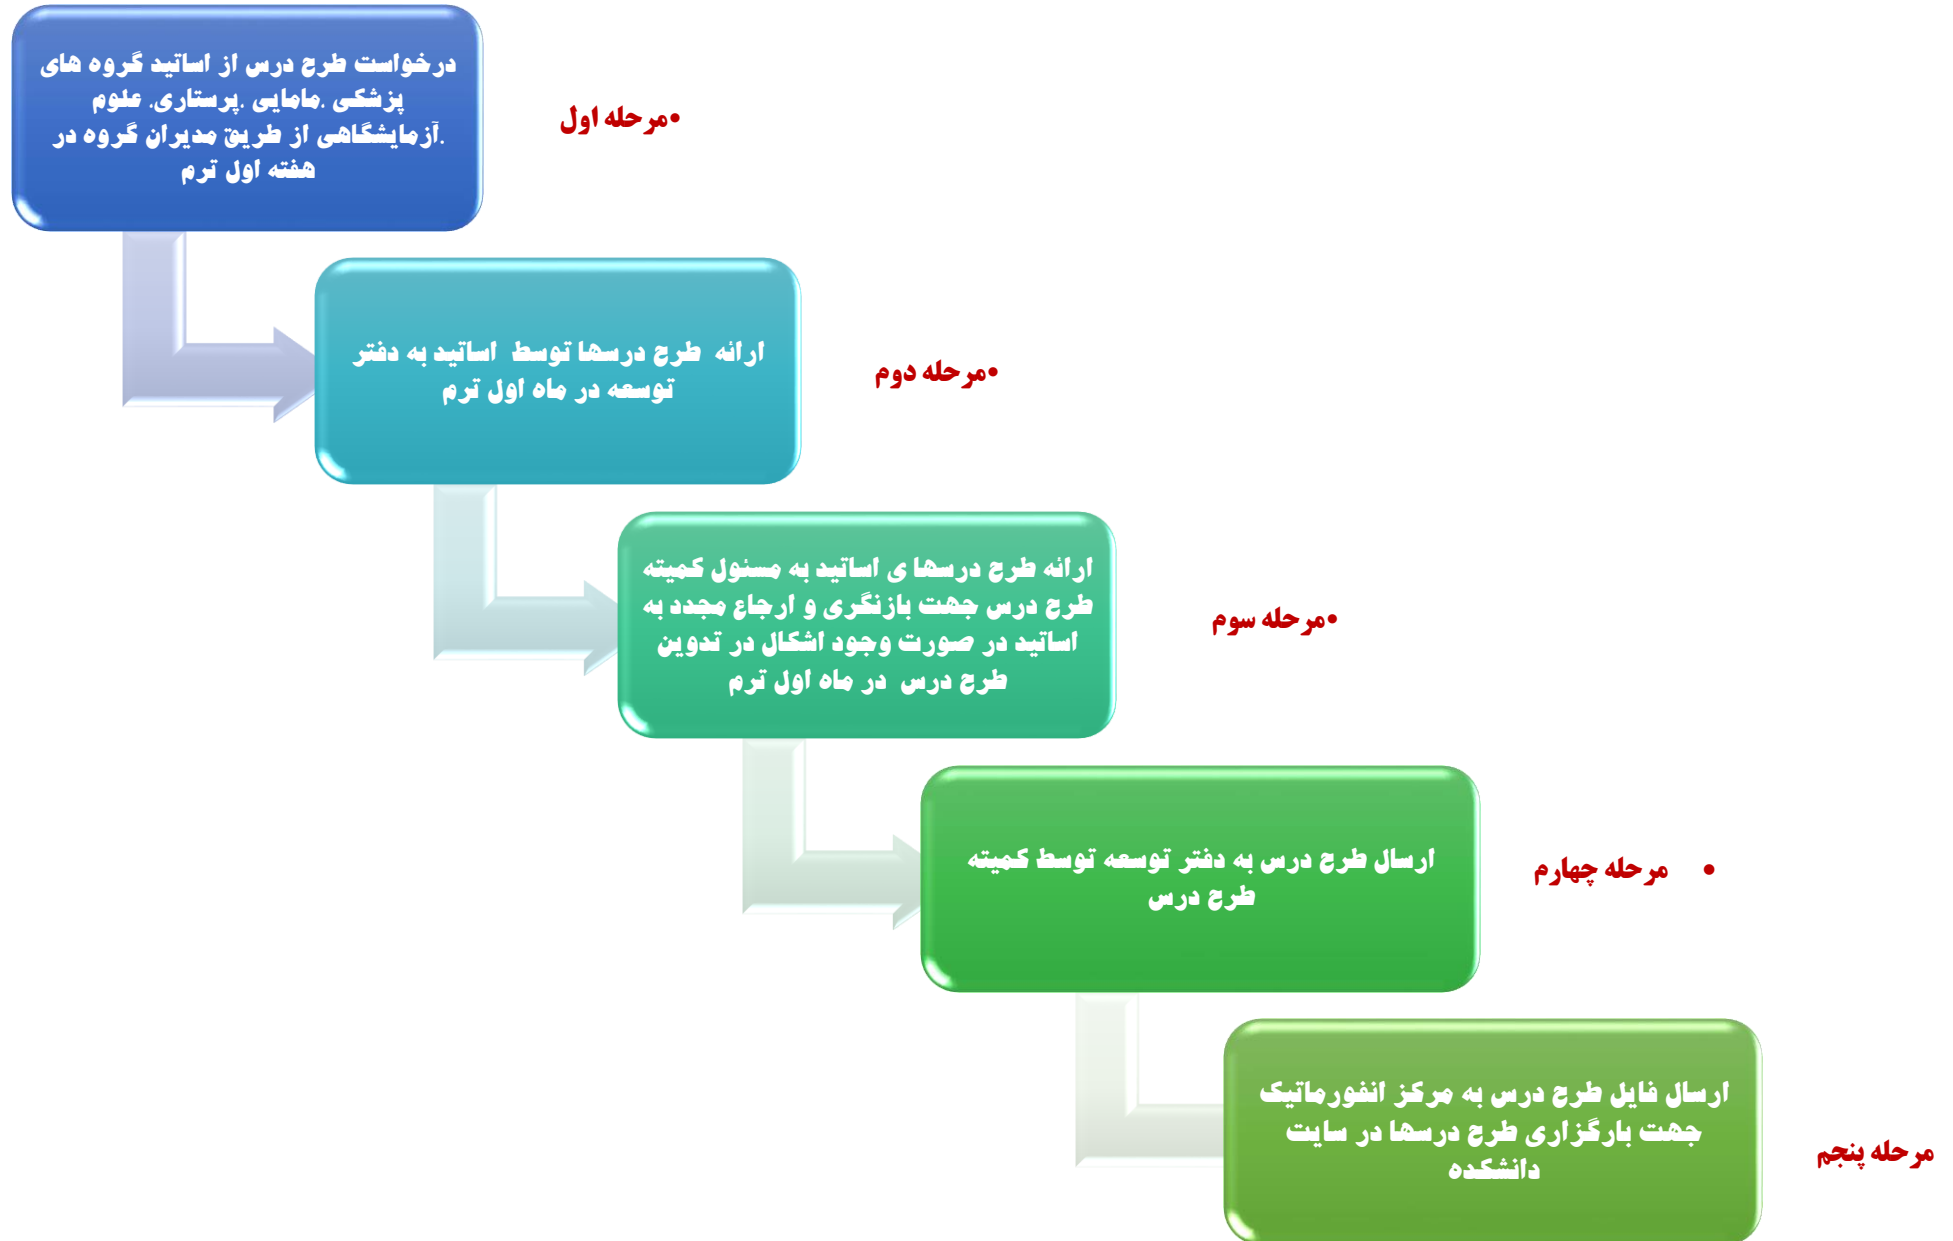 درخواست طرح درس از اساتید گروه های
پزشکی .مامایی .پرستاری. علوم
آزمایشگاهی از طریق مدیران گروه در.
هفته اول ترم
•مرحله اول
ارائه طرح درسها توسط اساتید به دفتر
توسعه در ماه اول ترم
•مرحله دوم
ارائه طرح درسها ی اساتید به مسئول کمیته
طرح درس جهت بازنگری و ارجاع مجدد به
اساتید در صورت وجود اشکال در تدوین
طرح درس در ماه اول ترم
•مرحله سوم
ارسال طرح درس به دفتر توسعه توسط کمیته
طرح درس
• مرحله چهارم
ارسال فایل طرح درس به مرکز انفورماتیک
جهت بارگزاری طرح درسها در سایت
دانشکده
مرحله پنجم